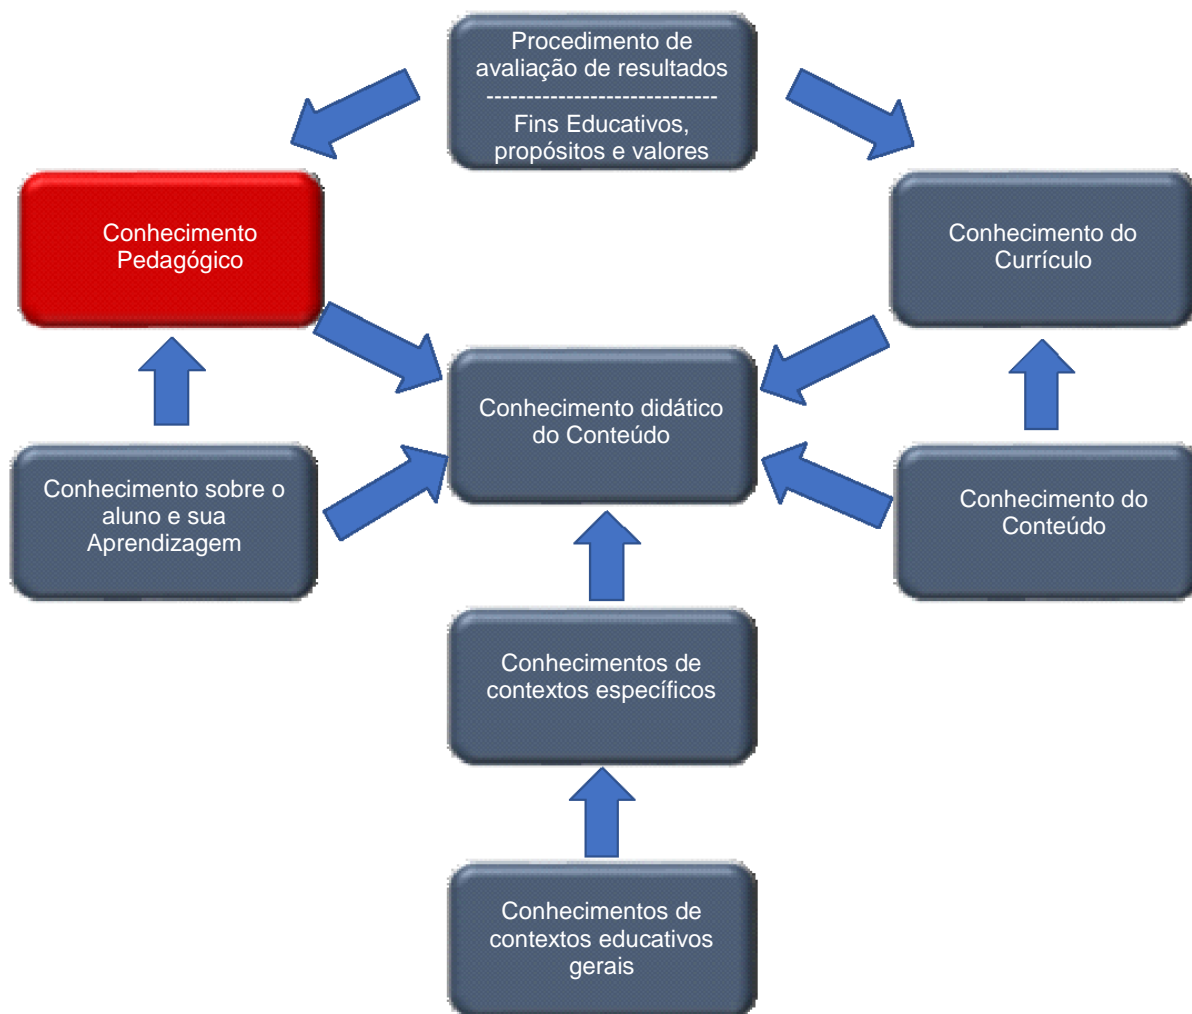 Procedimento de
avaliação de resultados
-----------------------------
Fins Educativos,
propósitos e valores
Conhecimento
Pedagógico
Conhecimento do
Currículo
Conhecimento didático
do Conteúdo
Conhecimento sobre o
aluno e sua
Aprendizagem
Conhecimento do
Conteúdo
Conhecimentos de
contextos específicos
Conhecimentos de
contextos educativos
gerais